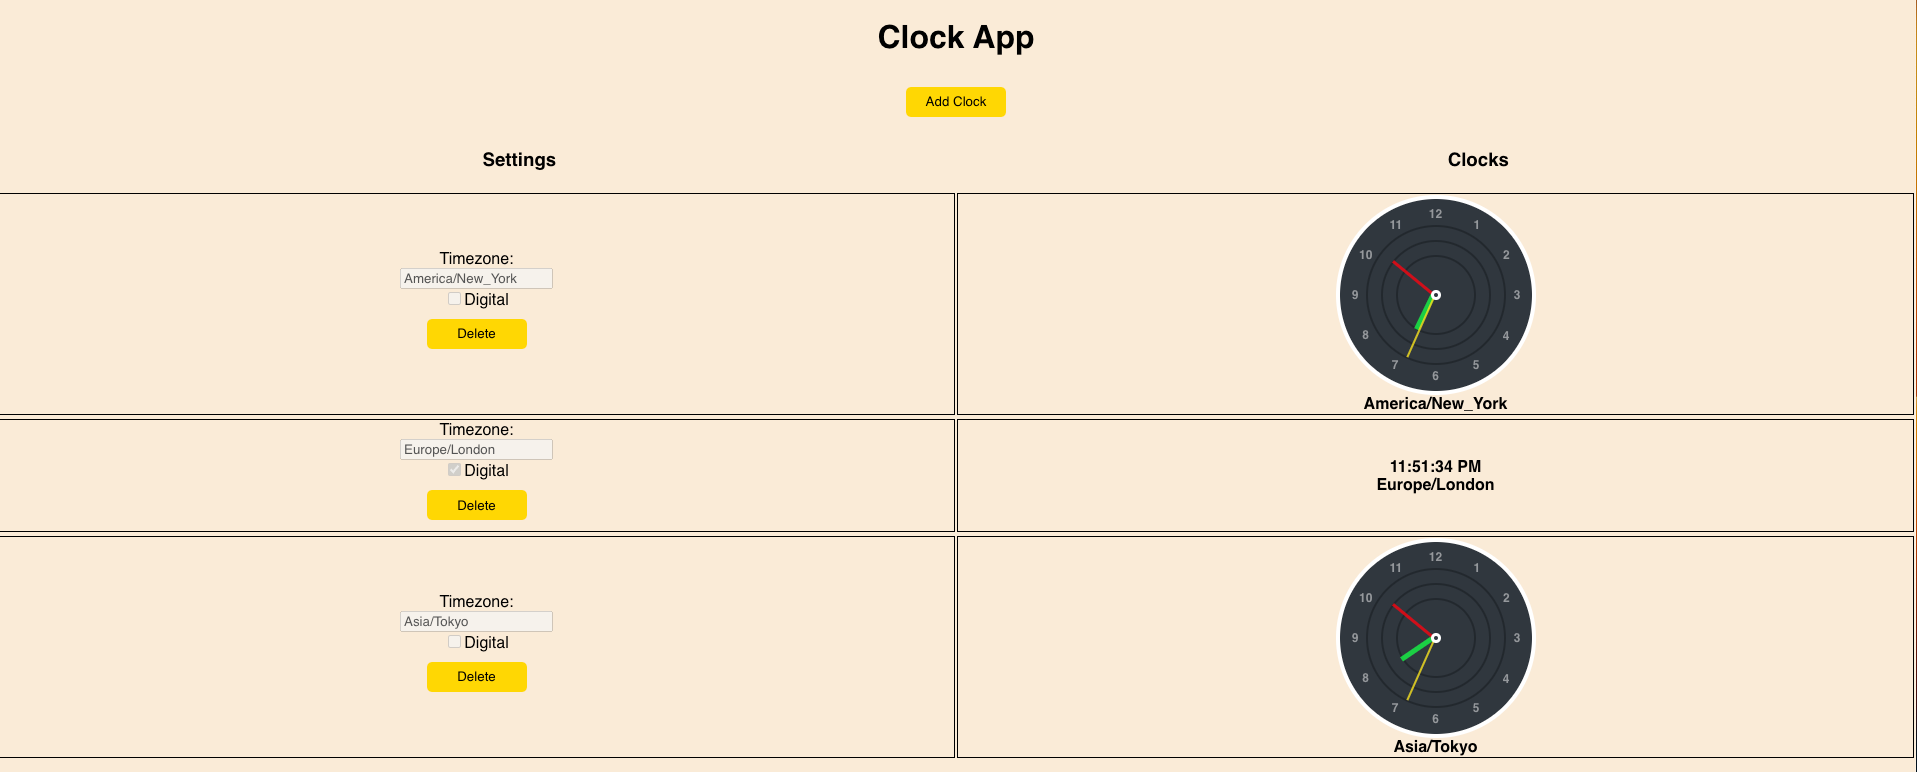 Clock App
Add Clock
Settings
Clocks
Timezone:
America/New_York
Digital
Delete
12
11
1
10
2
9
3
8
4
7
5
6
America/New_York
Timezone:
Europe/London
Digital
Delete
11:51:34 PM
Europe/London
Timezone:
Asia/Tokyo
Digital
Delete
12
11
1
10
2
9
3
8
4
7
5
6
Asia/Tokyo